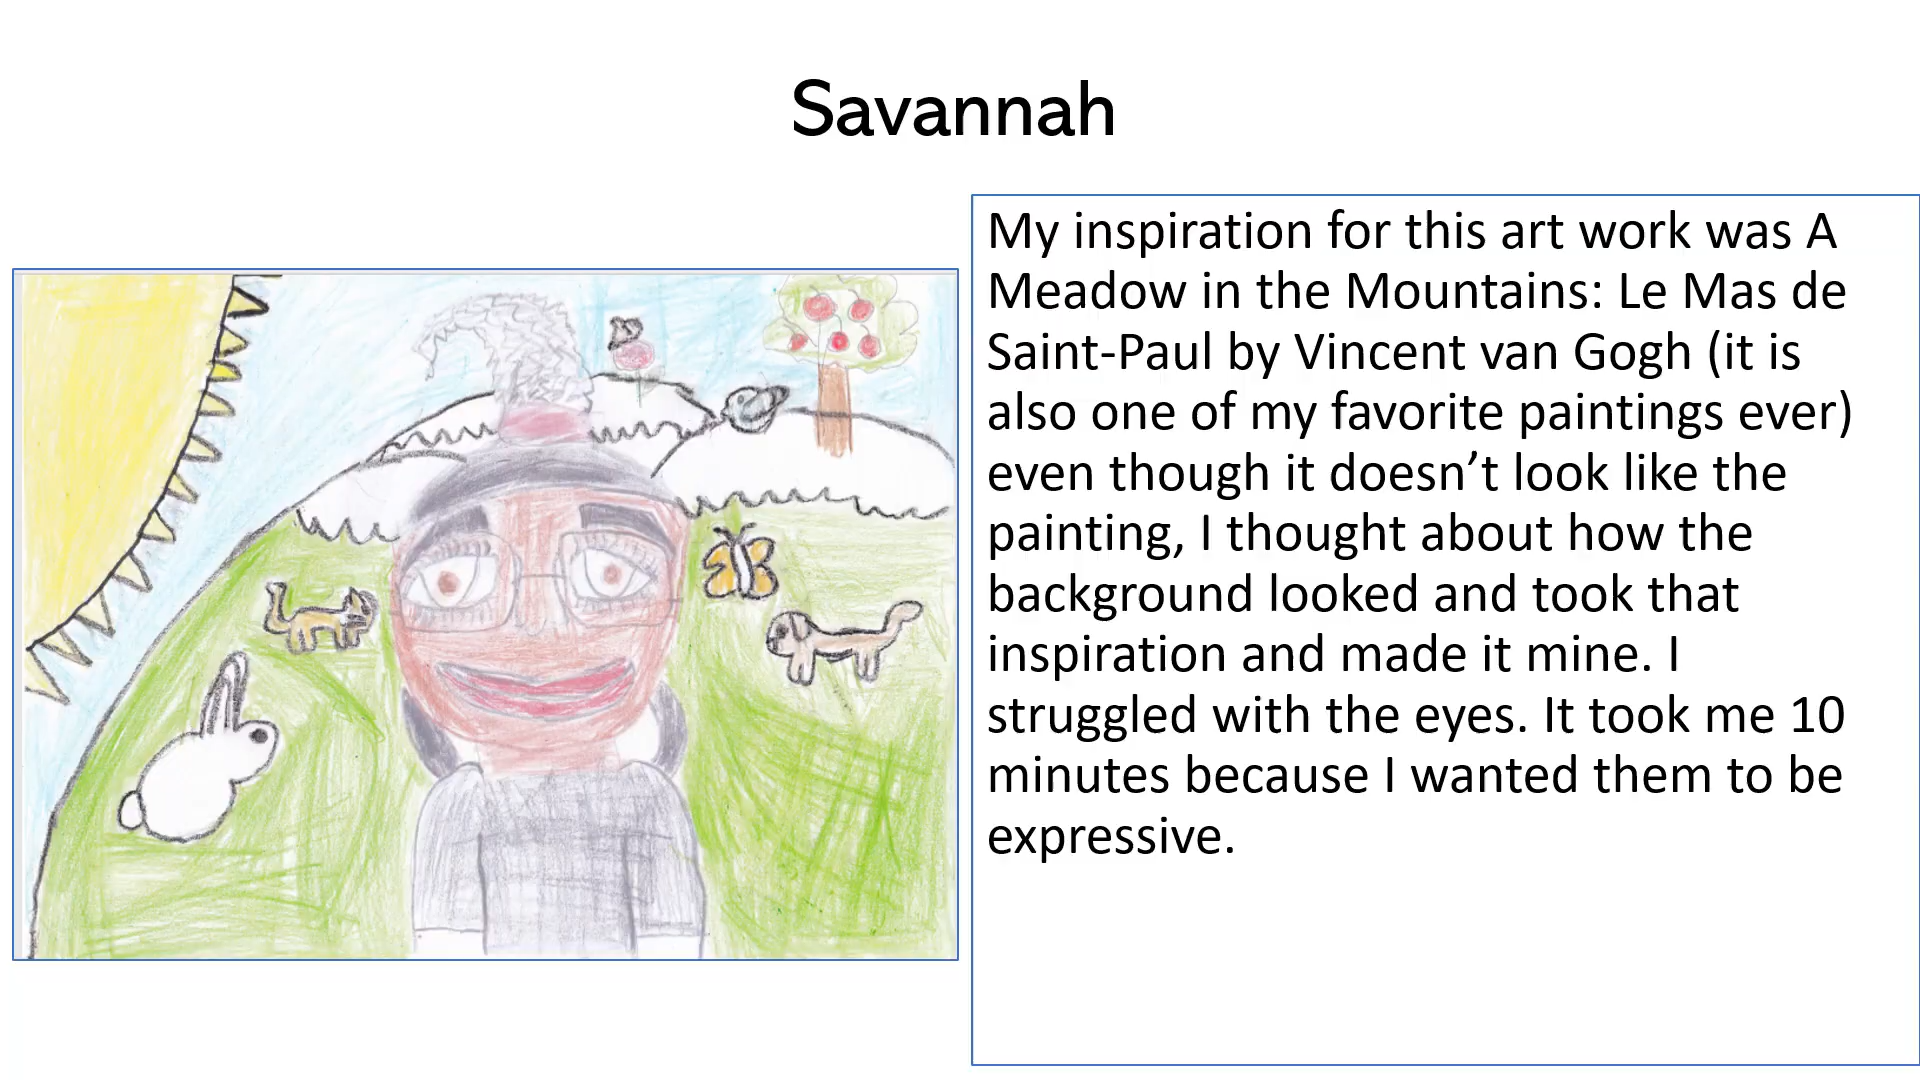 Savannah
My inspiration for this art work was A
Meadow in the Mountains: Le Mas de
Saint-Paul by Vincent van Gogh (it is
also one of my favorite paintings ever)
even though it doesn’t look like the
painting, I thought about how the
background looked and took that
inspiration and made it mine. I
struggled with the eyes. It took me 10
minutes because I wanted them to be
expressive.